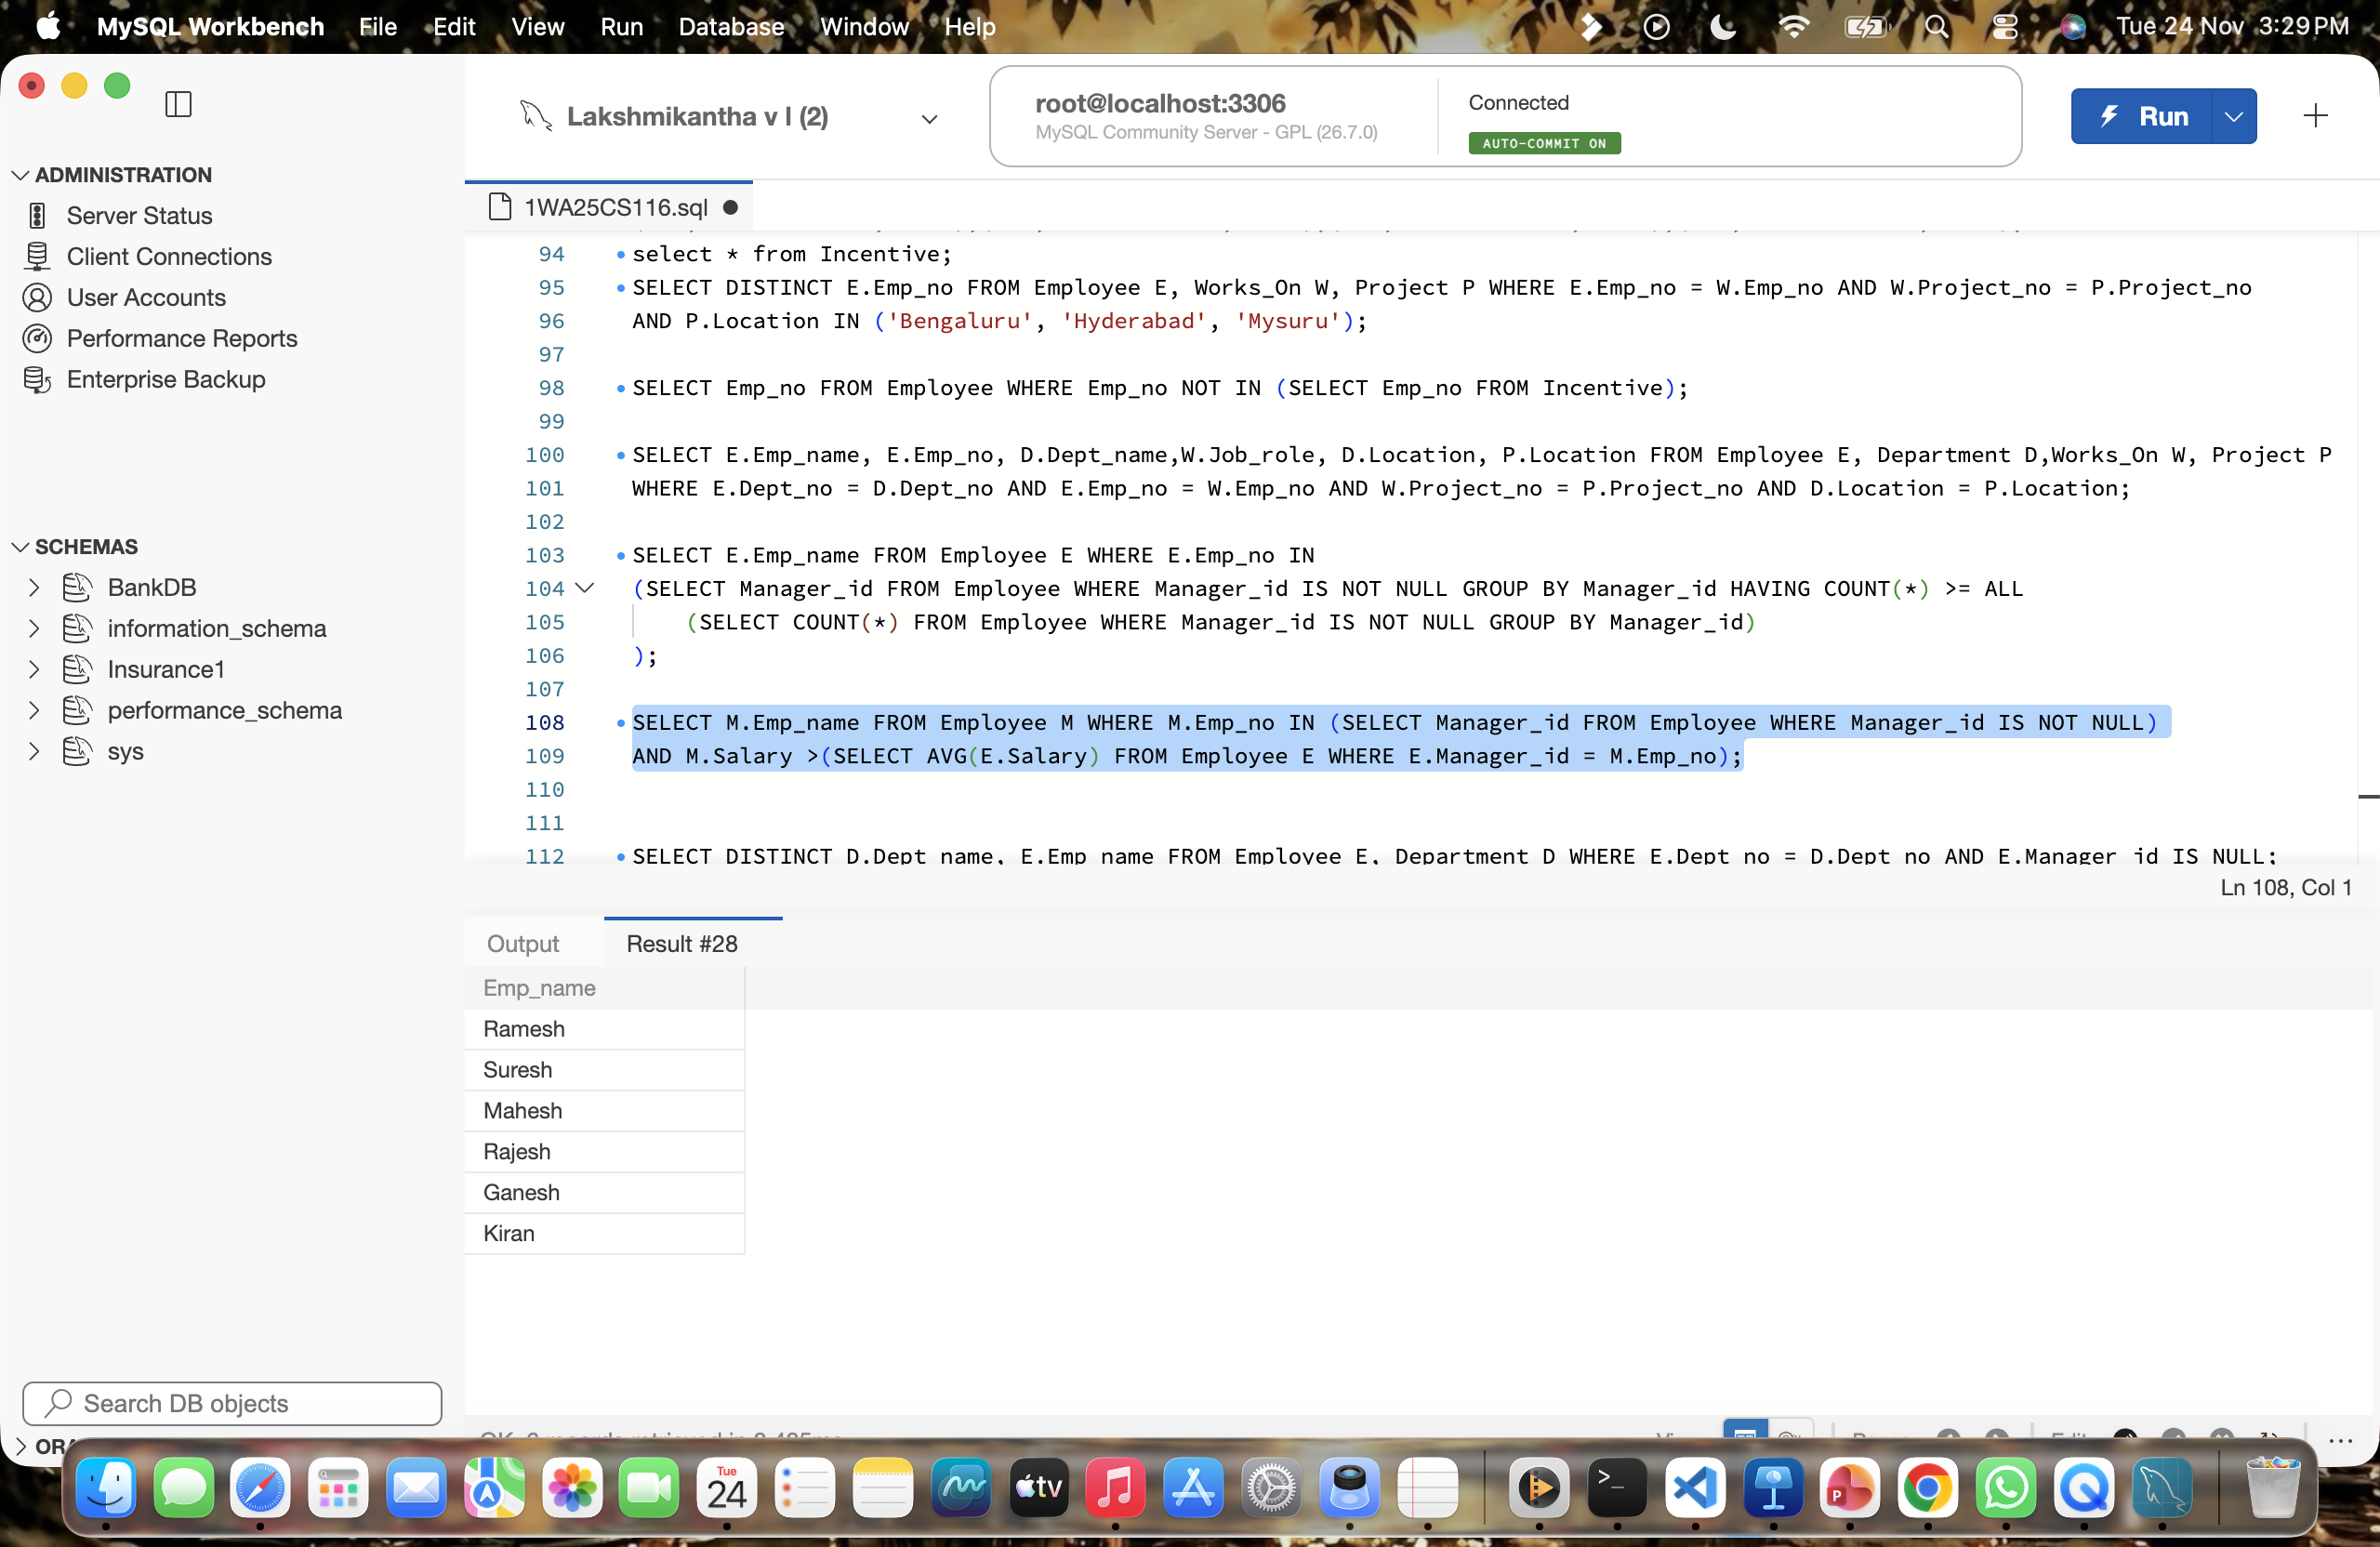 MySQL Workbench File Edit View Run Database Window Help Tue 24 Nov 3:29 PM
Lakshmikantha v l (2)
root@localhost:3306
MySQL Community Server - GPL (26.7.0)
Connected
AUTO-COMMIT ON
Run
ADMINISTRATION
Server Status
Client Connections
User Accounts
Performance Reports
Enterprise Backup
SCHEMAS
BankDB
information_schema
Insurance1
performance_schema
sys
Search DB objects
1WA25CS116.sql
94 select * from Incentive;
95 SELECT DISTINCT E.Emp_no FROM Employee E, Works_On W, Project P WHERE E.Emp_no = W.Emp_no AND W.Project_no = P.Project_no
96 AND P.Location IN ('Bengaluru', 'Hyderabad', 'Mysuru');
97
98 SELECT Emp_no FROM Employee WHERE Emp_no NOT IN (SELECT Emp_no FROM Incentive);
99
100 SELECT E.Emp_name, E.Emp_no, D.Dept_name,W.Job_role, D.Location, P.Location FROM Employee E, Department D,Works_On W, Project P
101 WHERE E.Dept_no = D.Dept_no AND E.Emp_no = W.Emp_no AND W.Project_no = P.Project_no AND D.Location = P.Location;
102
103 SELECT E.Emp_name FROM Employee E WHERE E.Emp_no IN
104 (SELECT Manager_id FROM Employee WHERE Manager_id IS NOT NULL GROUP BY Manager_id HAVING COUNT(*) >= ALL
105 (SELECT COUNT(*) FROM Employee WHERE Manager_id IS NOT NULL GROUP BY Manager_id)
106 );
107
108 SELECT M.Emp_name FROM Employee M WHERE M.Emp_no IN (SELECT Manager_id FROM Employee WHERE Manager_id IS NOT NULL)
109 AND M.Salary >(SELECT AVG(E.Salary) FROM Employee E WHERE E.Manager_id = M.Emp_no);
110
111
112 SELECT DISTINCT D.Dept_name, E.Emp_name FROM Employee E, Department D WHERE E.Dept_no = D.Dept_no AND E.Manager_id IS NULL;
Ln 108, Col 1
Output Result #28
Emp_name
Ramesh
Suresh
Mahesh
Rajesh
Ganesh
Kiran
Tue
24
tv